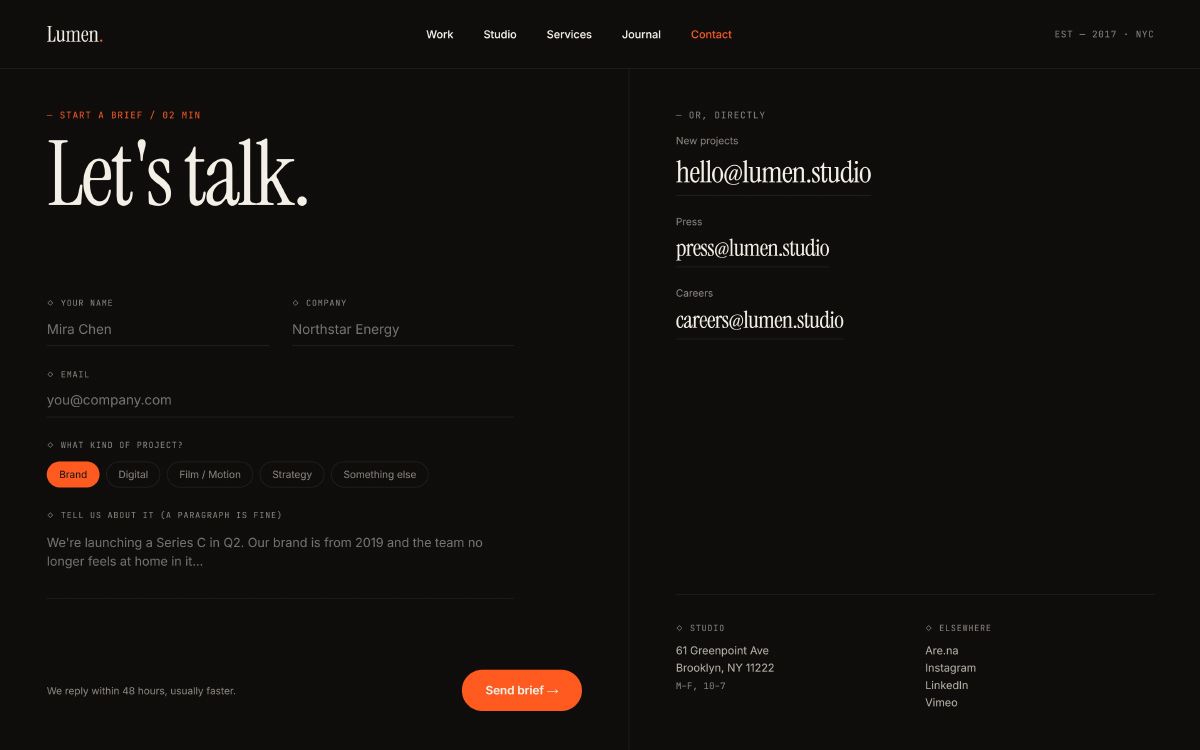 Lumen.
Work
Studio
Services
Journal
Contact
EST — 2017 · NYC
— START A BRIEF / 02 MIN
Let's talk.
◇ YOUR NAME
◇ COMPANY
Mira Chen
Northstar Energy
◇ EMAIL
you@company.com
◇ WHAT KIND OF PROJECT?
Brand
Digital
Film / Motion
Strategy
Something else
◇ TELL US ABOUT IT (A PARAGRAPH IS FINE)
We're launching a Series C in Q2. Our brand is from 2019 and the team no
longer feels at home in it...
We reply within 48 hours, usually faster.
Send brief →
— OR, DIRECTLY
New projects
hello@lumen.studio
Press
press@lumen.studio
Careers
careers@lumen.studio
◇ STUDIO
61 Greenpoint Ave
Brooklyn, NY 11222
M–F, 10–7
◇ ELSEWHERE
Are.na
Instagram
LinkedIn
Vimeo